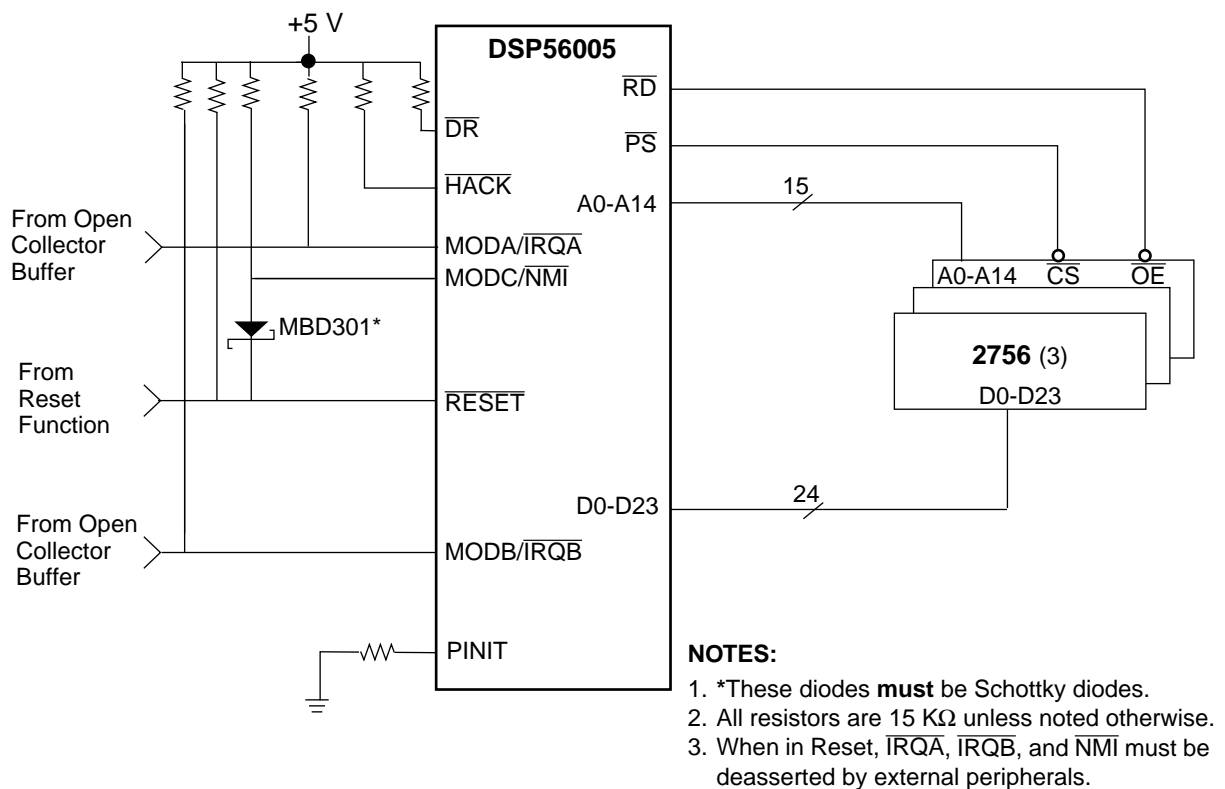 +5 V
DSP56005
RD
DR
PS
HACK
A0-A14
15
From Open
Collector
Buffer
MODA/IRQA
MODC/NMI
A0-A14 CS OE
MBD301*
2756 (3)
D0-D23
From
Reset
Function
RESET
D0-D23
24
From Open
Collector
Buffer
MODB/IRQB
PINIT
NOTES:
1. *These diodes must be Schottky diodes.
2. All resistors are 15 KΩ unless noted otherwise.
3. When in Reset, IRQA, IRQB, and NMI must be
deasserted by external peripherals.